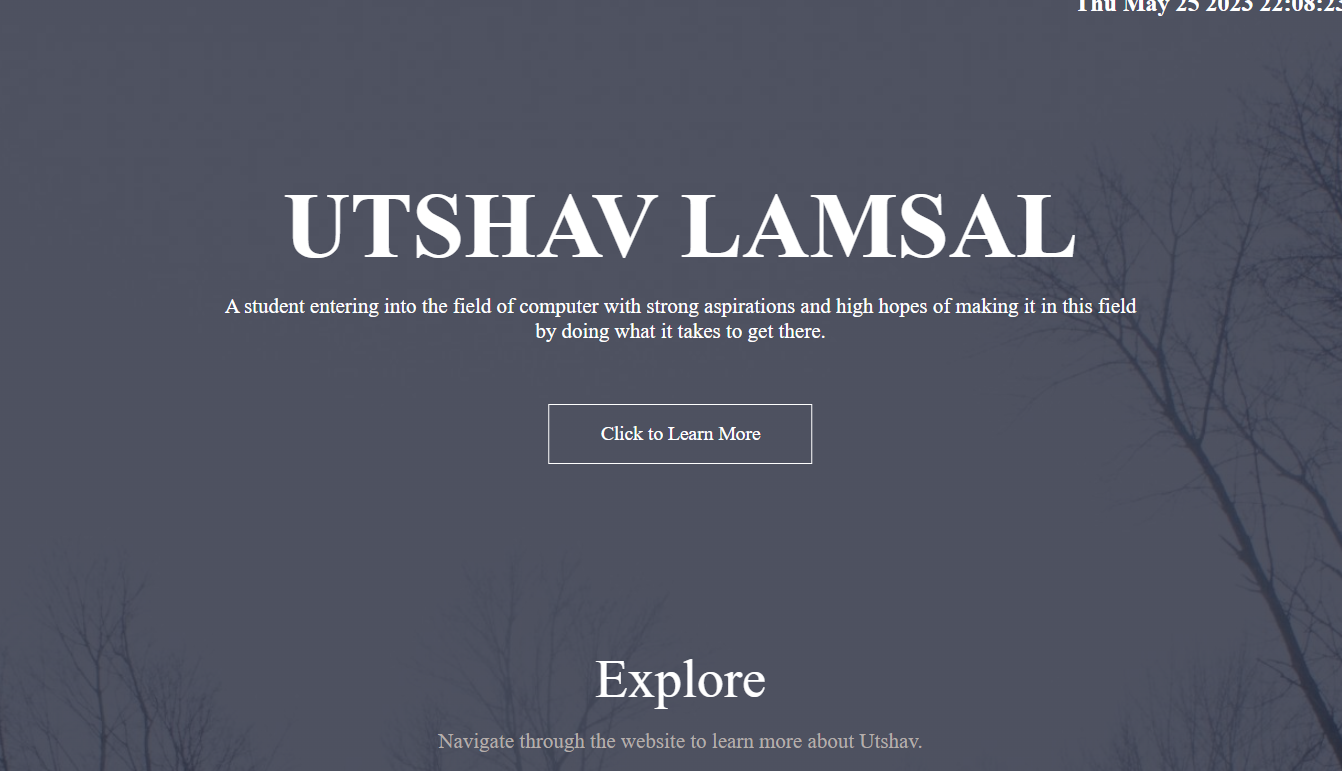 Thu May 25 2023 22:08:23
UTSHAV LAMSAL
A student entering into the field of computer with strong aspirations and high hopes of making it in this field
by doing what it takes to get there.
Click to Learn More
Explore
Navigate through the website to learn more about Utshav.